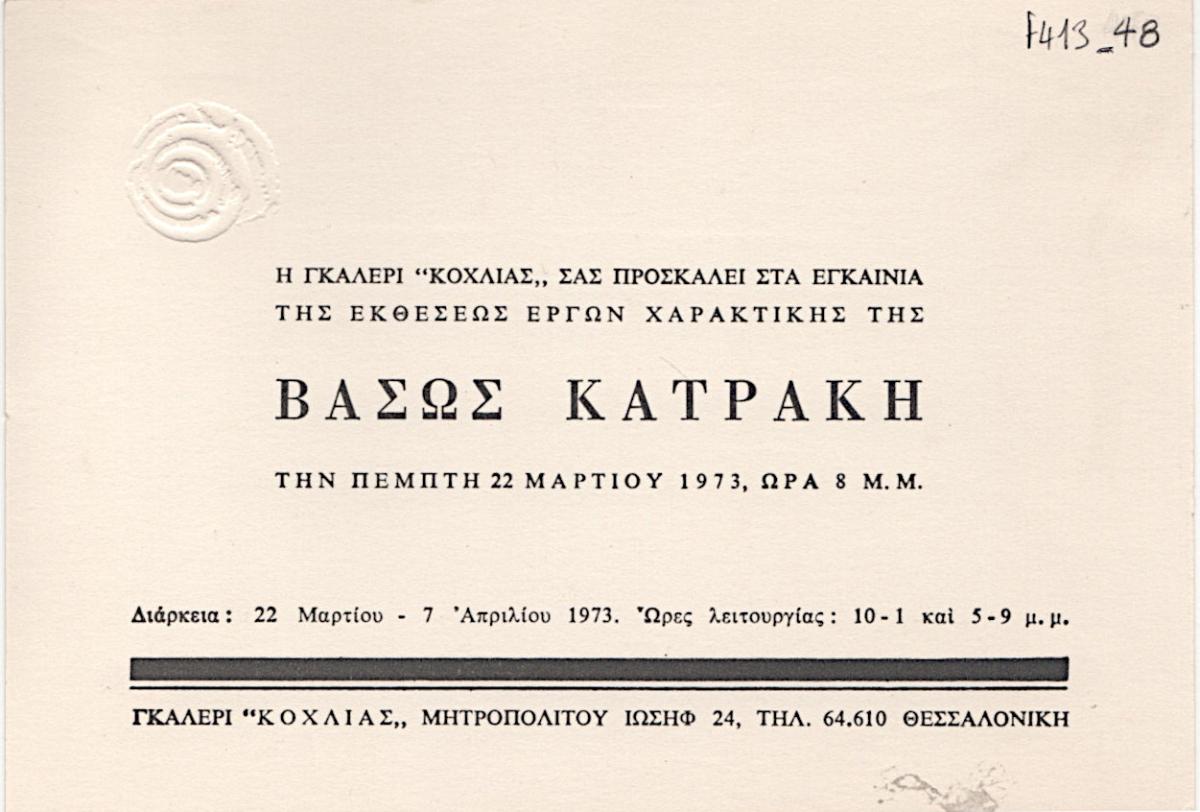 f413_48
Η ΓΚΑΛΕΡΙ “ΚΟΧΛΙΑΣ,, ΣΑΣ ΠΡΟΣΚΑΛΕΙ ΣΤΑ ΕΓΚΑΙΝΙΑ
ΤΗΣ ΕΚΘΕΣΕΩΣ ΕΡΓΩΝ ΧΑΡΑΚΤΙΚΗΣ ΤΗΣ
ΒΑΣΩΣ ΚΑΤΡΑΚΗ
ΤΗΝ ΠΕΜΠΤΗ 22 ΜΑΡΤΙΟΥ 1973, ΩΡΑ 8 Μ.Μ.
Διάρκεια: 22 Μαρτίου - 7 Ἀπριλίου 1973. Ὧρες λειτουργίας: 10-1 καὶ 5-9 μ.μ.
ΓΚΑΛΕΡΙ “ΚΟΧΛΙΑΣ,, ΜΗΤΡΟΠΟΛΙΤΟΥ ΙΩΣΗΦ 24, ΤΗΛ. 64.610 ΘΕΣΣΑΛΟΝΙΚΗ